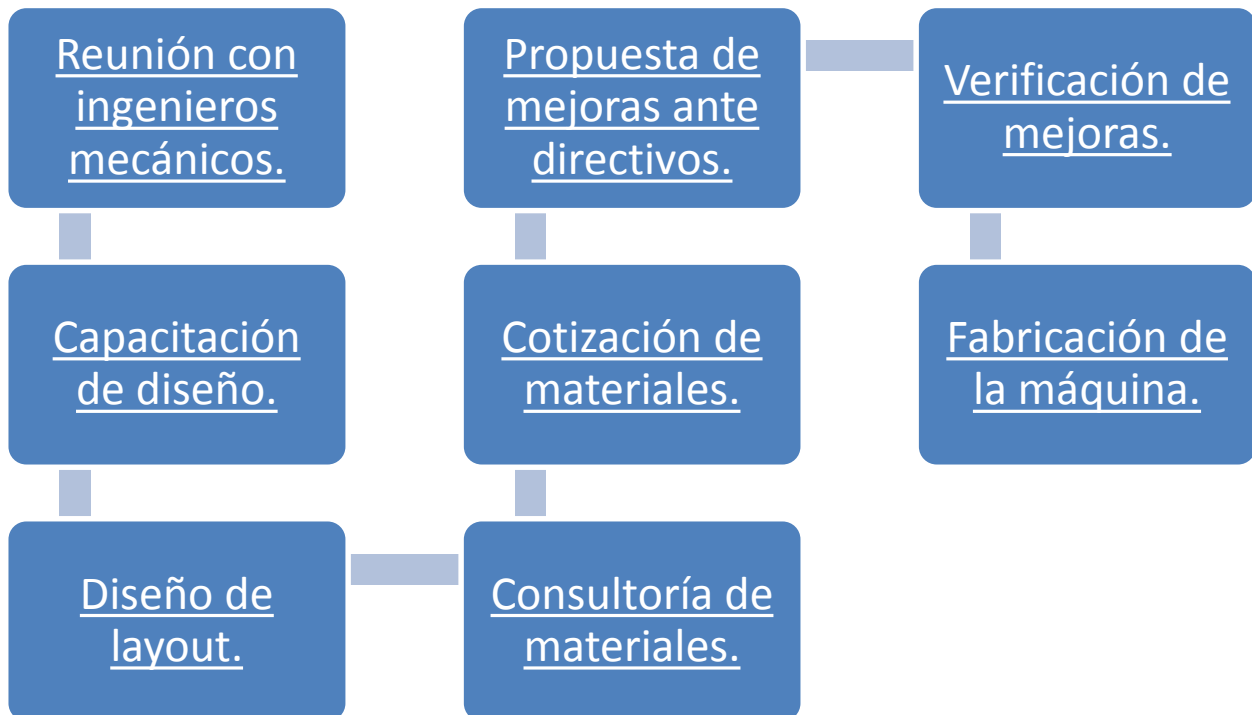 Reunión con
ingenieros
mecánicos.
Capacitación
de diseño.
Diseño de
layout.
Consultoría de
materiales.
Cotización de
materiales.
Propuesta de
mejoras ante
directivos.
Verificación de
mejoras.
Fabricación de
la máquina.